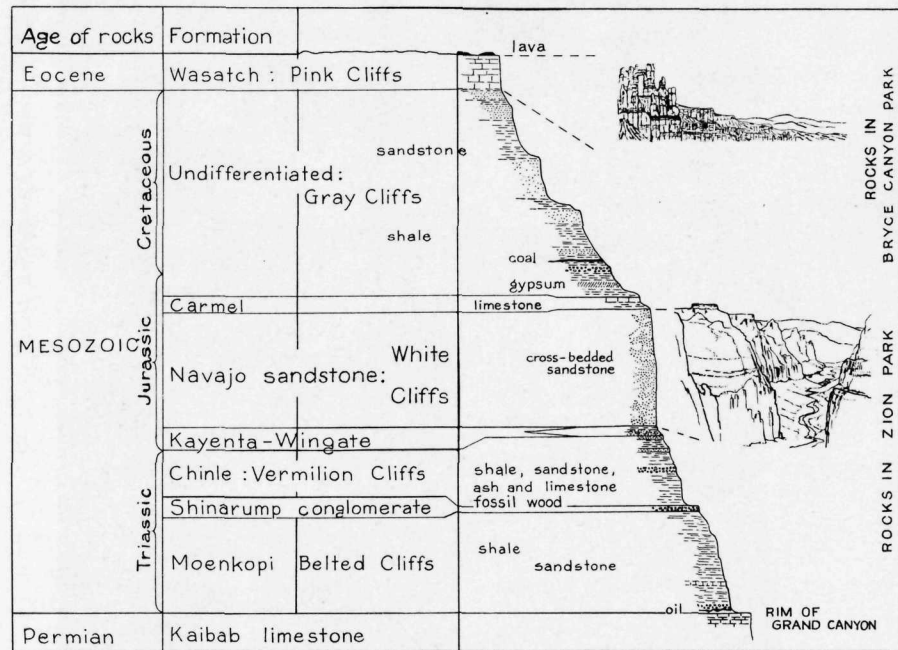 Age of rocks Formation
lava
Eocene Wasatch: Pink Cliffs
sandstone
Undifferentiated:
Gray Cliffs
shale
coal
gypsum
Carmel limestone
White
Navajo sandstone:
Cliffs
cross-bedded
sandstone
Kayenta-Wingate
Chinle: Vermilion Cliffs
shale, sandstone,
ash and limestone
fossil wood
Shinarump conglomerate
Moenkopi Belted Cliffs
shale
sandstone
oil
Permian Kaibab limestone
MESOZOIC
Cretaceous
Jurassic
Triassic
RIM OF
GRAND CANYON
ROCKS IN
BRYCE CANYON PARK
ROCKS IN ZION PARK